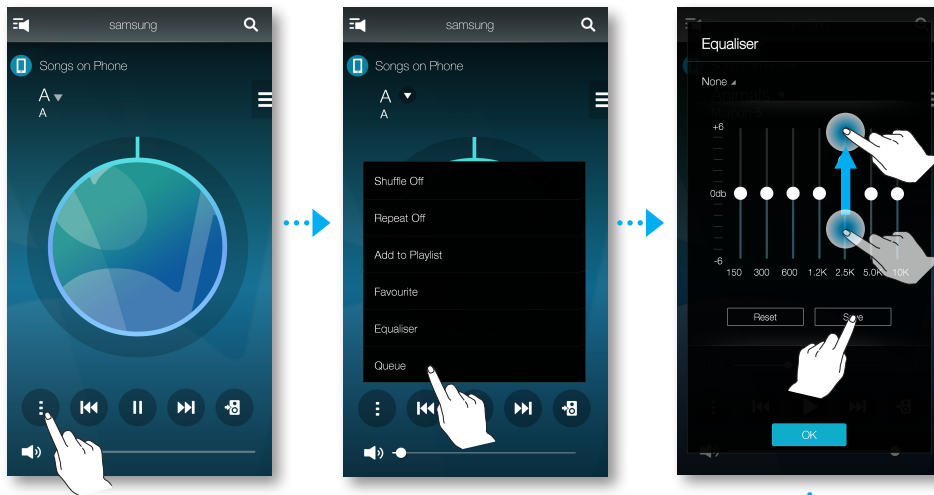 samsung
Songs on Phone
A
A
samsung
Songs on Phone
A
A
Shuffle Off
Repeat Off
Add to Playlist
Favourite
Equaliser
Queue
Equaliser
None
Animals
+6
0db
-6
150 300 600 1.2K 2.5K 5.0K 10K
Reset Save
OK